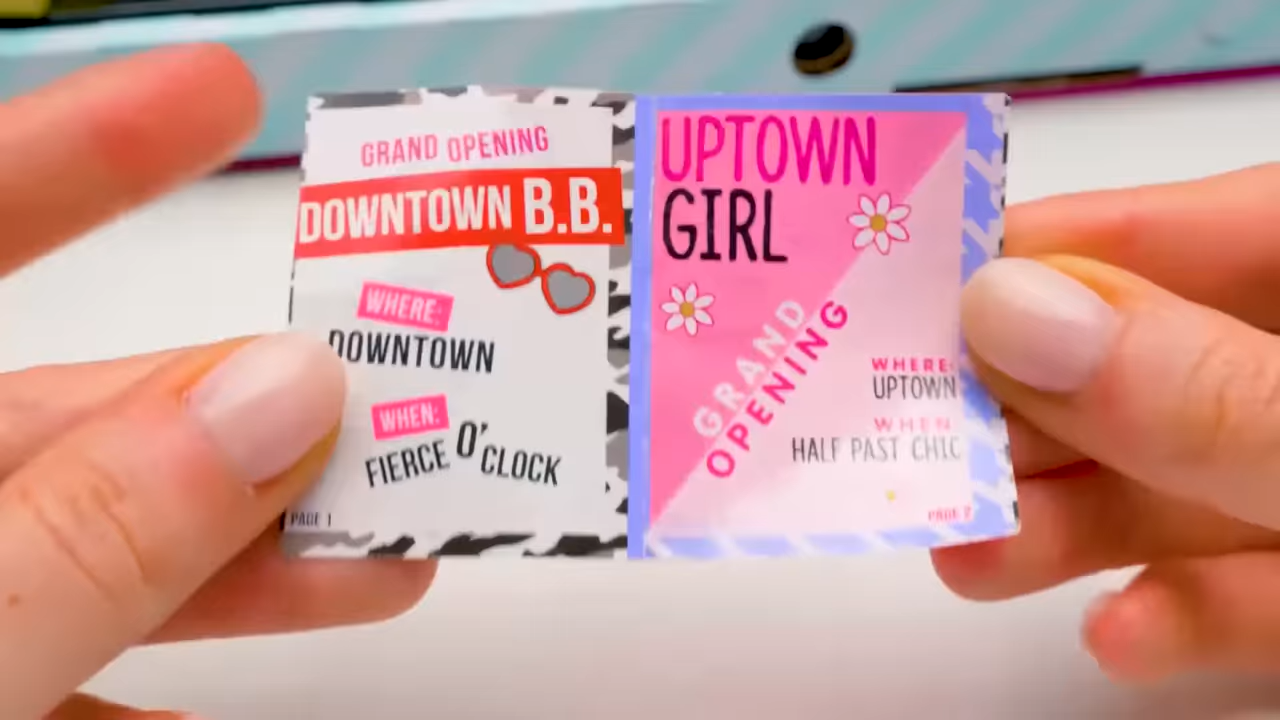 GRAND OPENING
DOWNTOWN B.B.
WHERE:
DOWNTOWN
WHEN:
FIERCE O'CLOCK
PAGE 1
UPTOWN
GIRL
GRAND
OPENING
WHERE:
UPTOWN
WHEN
HALF PAST CHIC
PAGE 2